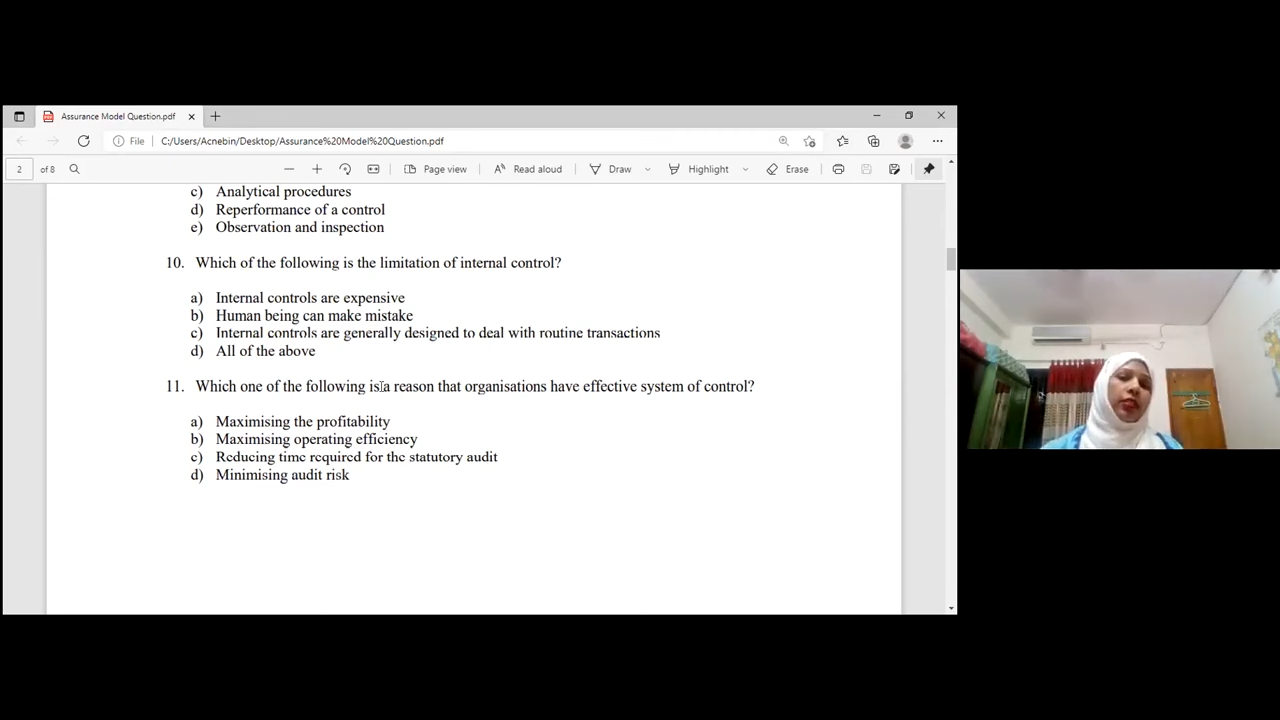 Assurance Model Question.pdf
File C:/Users/Acnebin/Desktop/Assurance%20Model%20Question.pdf
2 of 8 Page view Read aloud Draw Highlight Erase
c) Analytical procedures
d) Reperformance of a control
e) Observation and inspection
10. Which of the following is the limitation of internal control?
a) Internal controls are expensive
b) Human being can make mistake
c) Internal controls are generally designed to deal with routine transactions
d) All of the above
11. Which one of the following is a reason that organisations have effective system of control?
a) Maximising the profitability
b) Maximising operating efficiency
c) Reducing time required for the statutory audit
d) Minimising audit risk